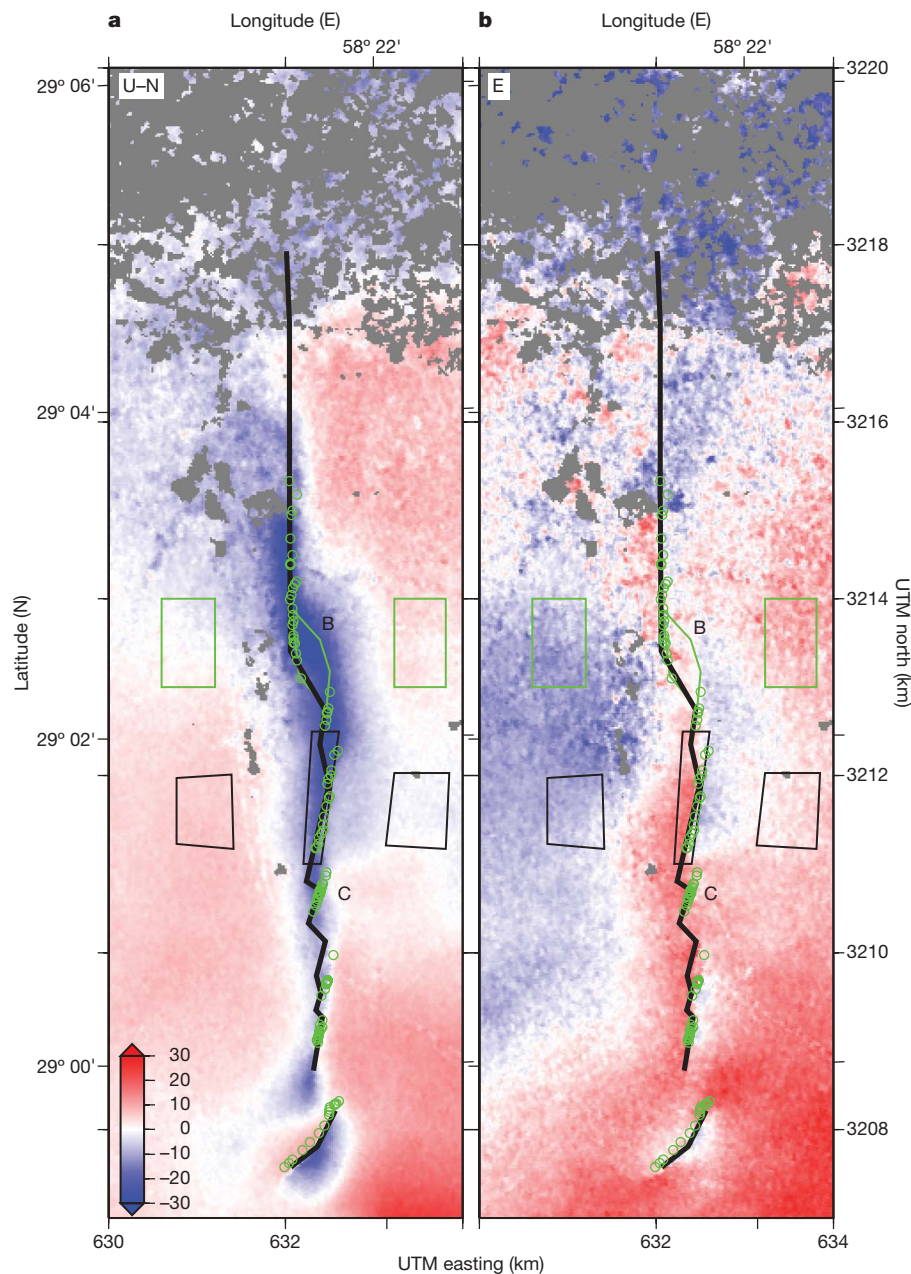 a
Longitude (E)
58° 22'
b
Longitude (E)
58° 22'
29° 06'
U–N
E
3220
3218
29° 04'
3216
Latitude (N)
UTM north (km)
3214
B
B
29° 02'
3212
C
C
3210
29° 00'
30
20
10
0
–0
–10
–20
–30
3208
630
632
632
634
UTM easting (km)